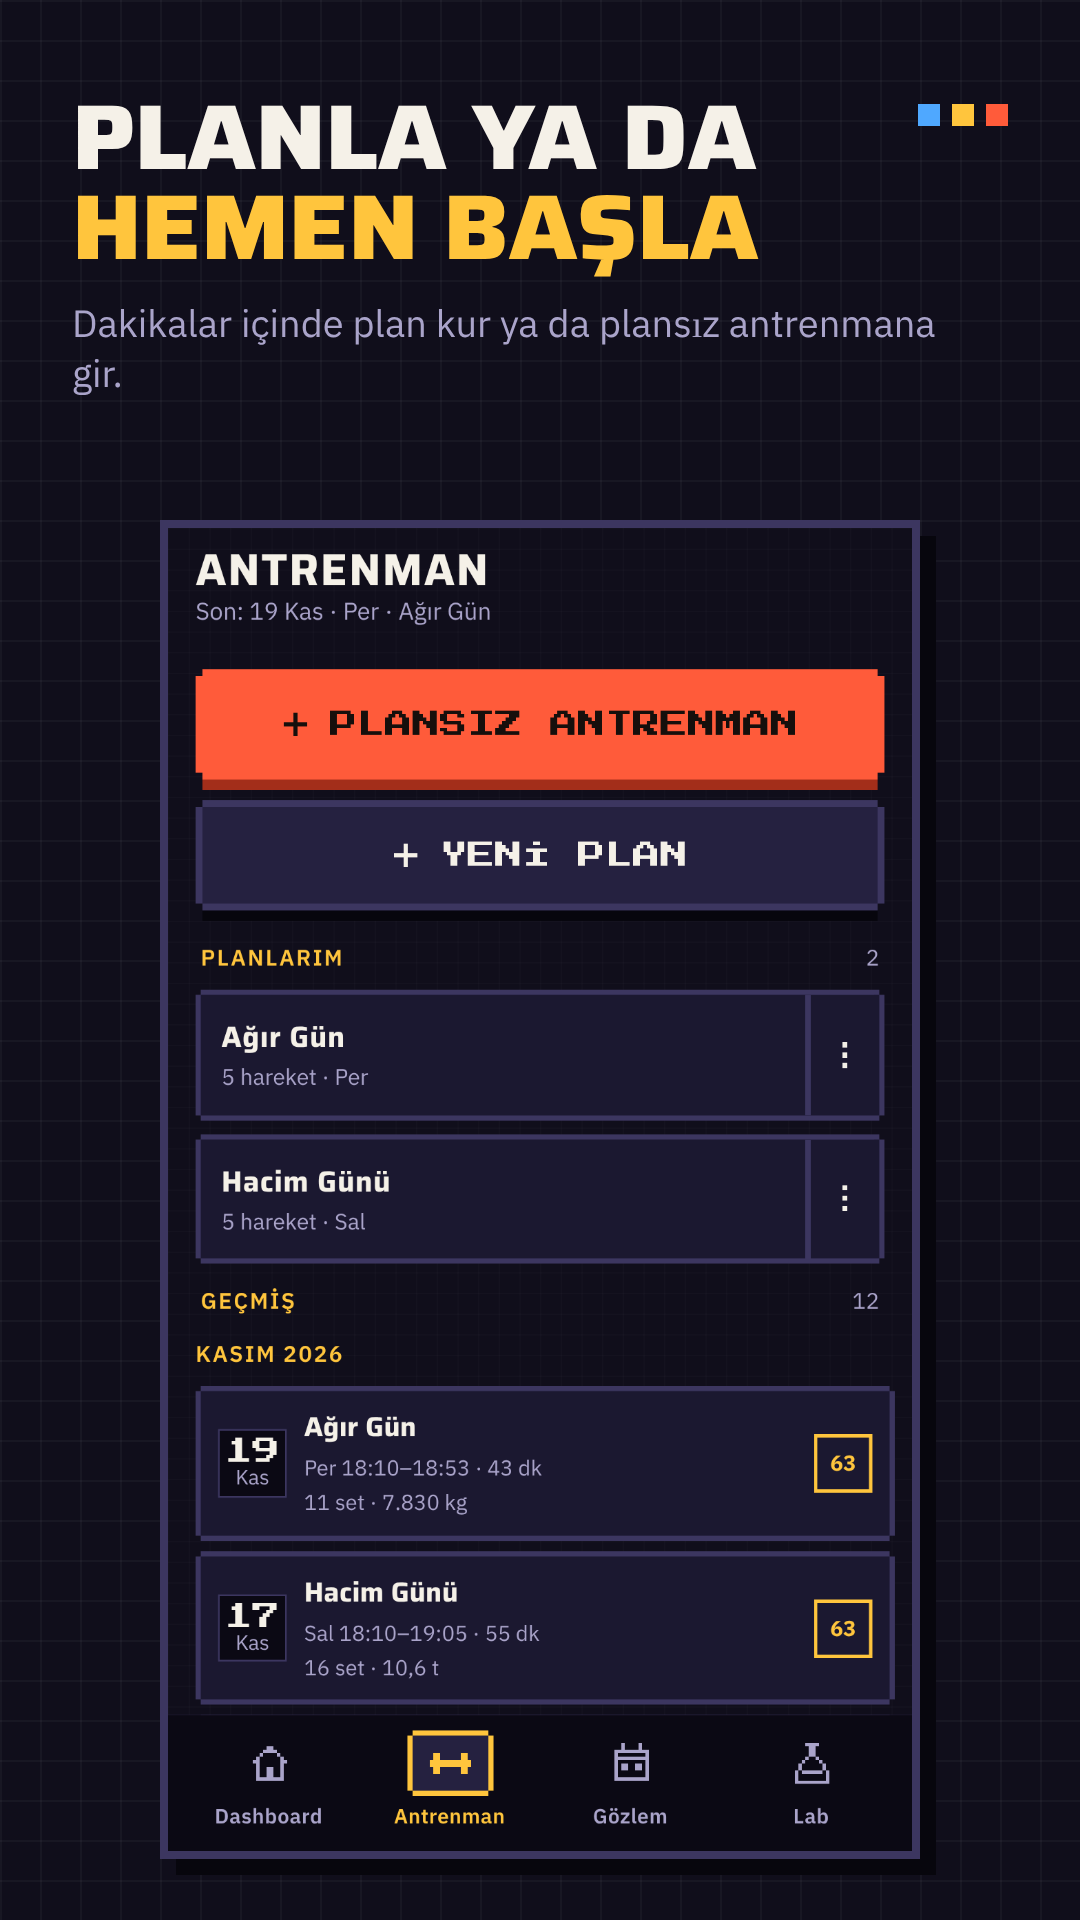 PLANLA YA DA
HEMEN BAŞLA
Dakikalar içinde plan kur ya da plansız antrenmana
gir.
ANTRENMAN
Son: 19 Kas · Per · Ağır Gün
+ PLANSIZ ANTRENMAN
+ YENİ PLAN
PLANLARIM 2
Ağır Gün
5 hareket · Per
Hacim Günü
5 hareket · Sal
GEÇMİŞ 12
KASIM 2026
19 Kas
Ağır Gün
Per 18:10–18:53 · 43 dk
11 set · 7.830 kg
63
17 Kas
Hacim Günü
Sal 18:10–19:05 · 55 dk
16 set · 10,6 t
63
Dashboard Antrenman Gözlem Lab